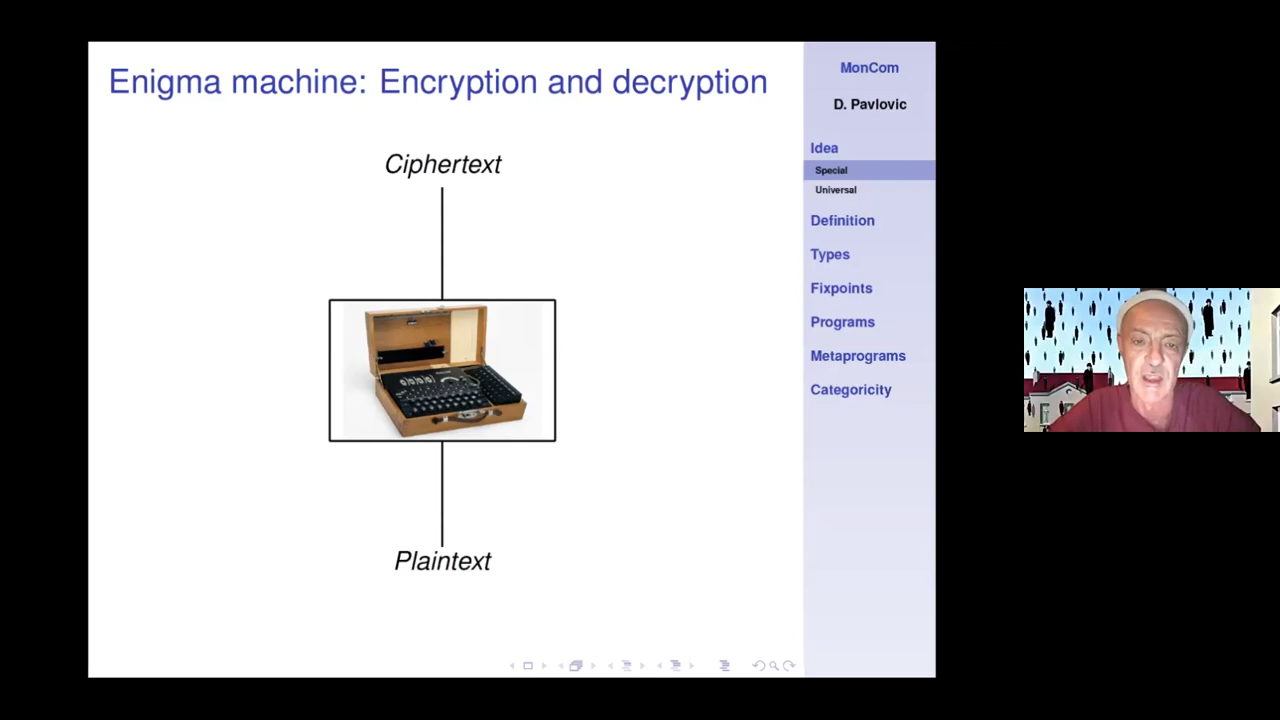 Enigma machine: Encryption and decryption
Ciphertext
Plaintext
MonCom
D. Pavlovic
Idea
Special
Universal
Definition
Types
Fixpoints
Programs
Metaprograms
Categoricity